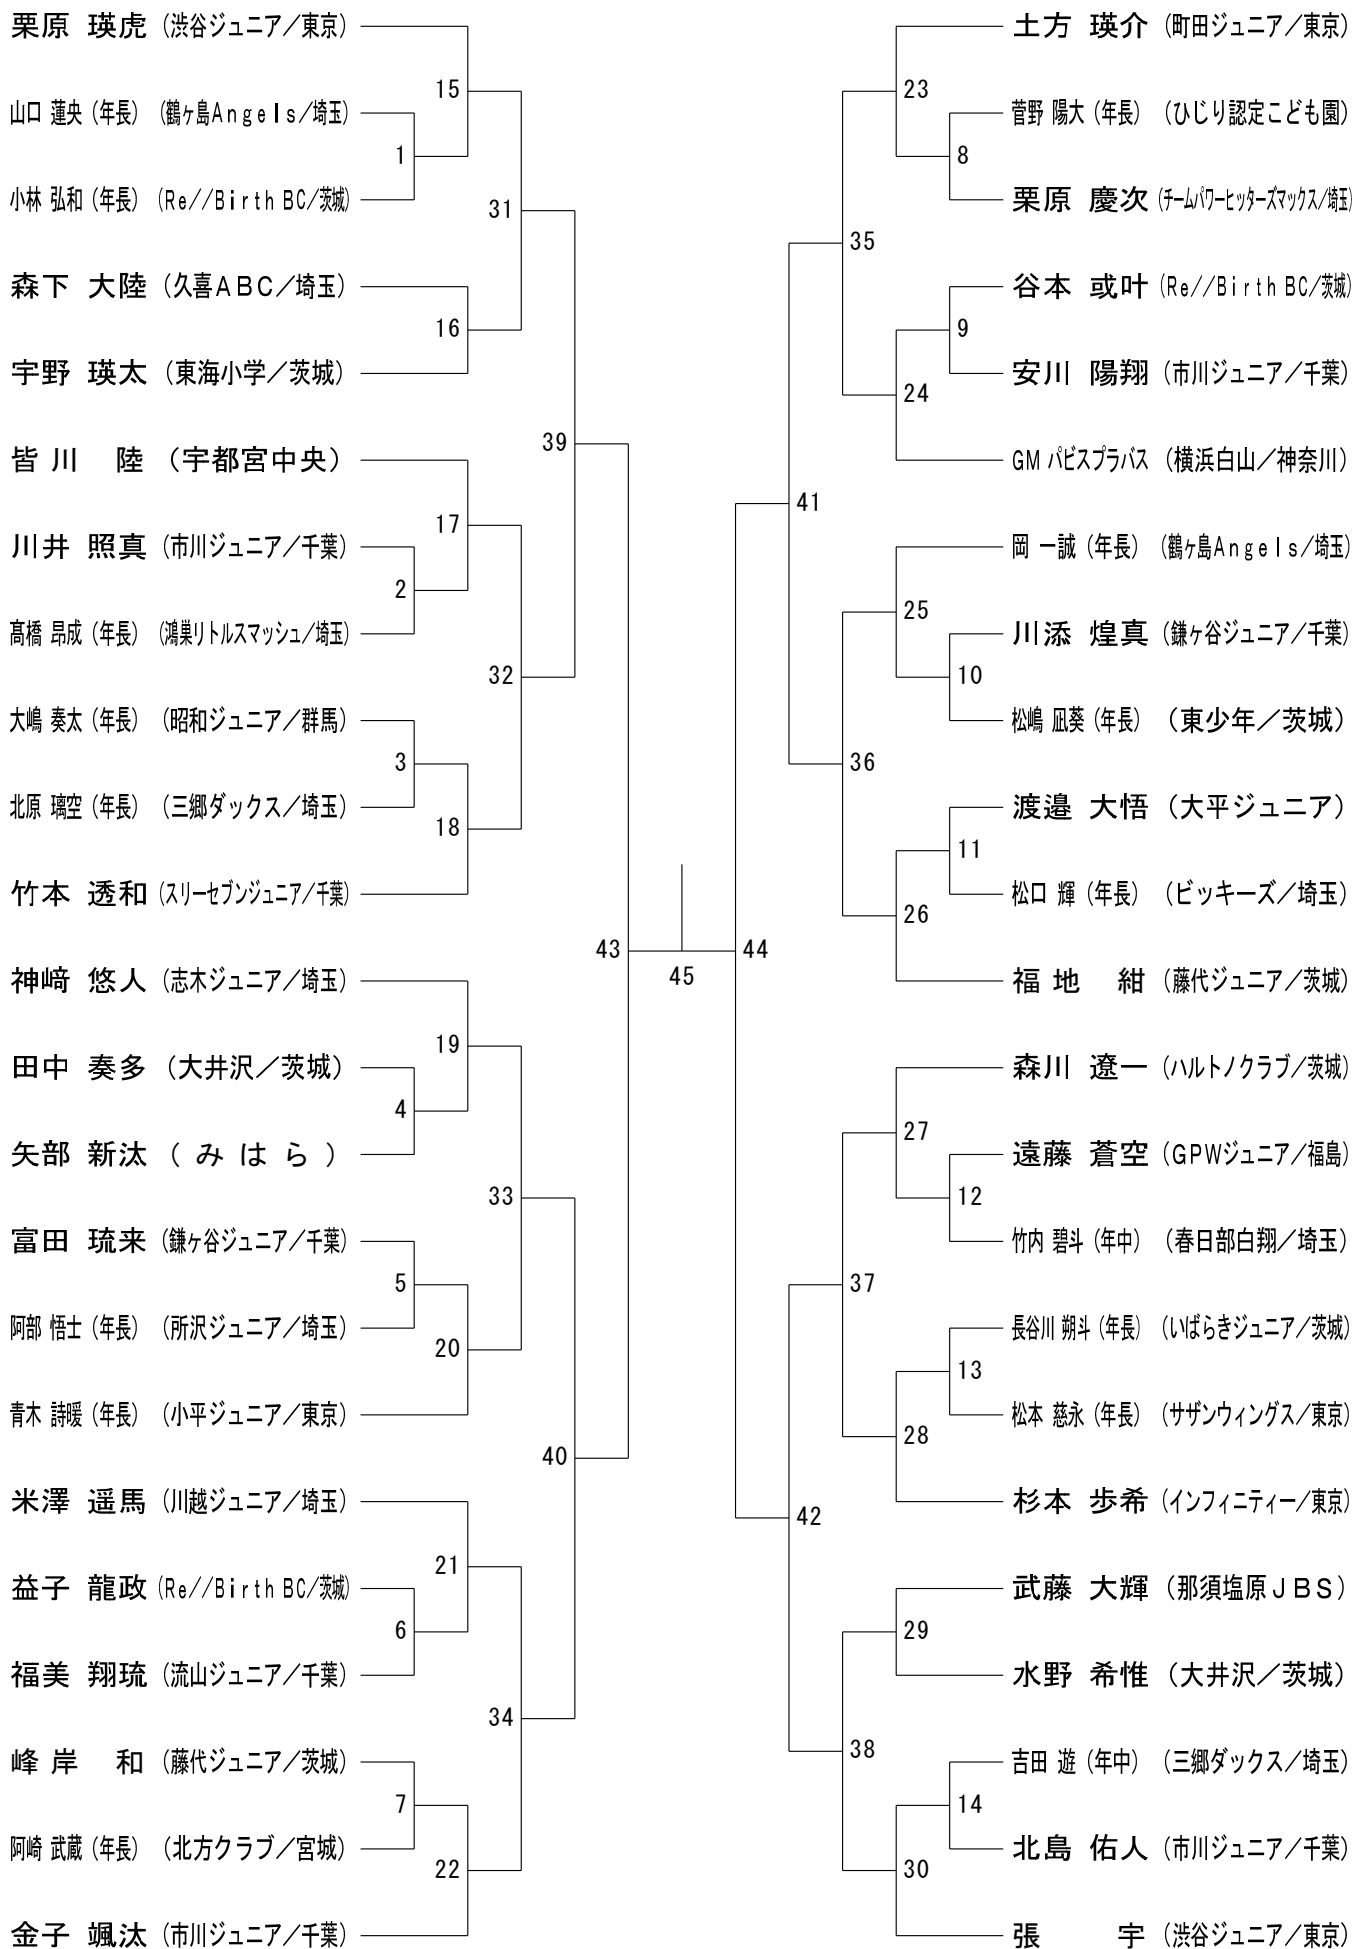 栗原 瑛虎 (渋谷ジュニア／東京)
15
山口 蓮央 (年長) (鶴ヶ島Angels／埼玉)
1
小林 弘和 (年長) (Re//Birth BC／茨城)
31
森下 大陸 (久喜ABC／埼玉)
16
宇野 瑛太 (東海小学／茨城)
39
皆川 陸 (宇都宮中央)
17
川井 照真 (市川ジュニア／千葉)
2
髙橋 昂成 (年長) (鴻巣リトルスマッシュ／埼玉)
32
大嶋 奏太 (年長) (昭和ジュニア／群馬)
3
北原 璃空 (年長) (三郷ダックス／埼玉)
18
竹本 透和 (スリーセブンジュニア／千葉)
43
神﨑 悠人 (志木ジュニア／埼玉)
19
田中 奏多 (大井沢／茨城)
4
矢部 新汰 (みはら)
33
富田 琉来 (鎌ヶ谷ジュニア／千葉)
5
阿部 悟士 (年長) (所沢ジュニア／埼玉)
20
青木 詩暖 (年長) (小平ジュニア／東京)
40
米澤 遥馬 (川越ジュニア／埼玉)
21
益子 龍政 (Re//Birth BC／茨城)
6
福美 翔琉 (流山ジュニア／千葉)
34
峰岸 和 (藤代ジュニア／茨城)
7
阿崎 武蔵 (年長) (北方クラブ／宮城)
22
金子 颯汰 (市川ジュニア／千葉)
45
土方 瑛介 (町田ジュニア／東京)
23
菅野 陽大 (年長) (ひじり認定こども園)
8
栗原 慶次 (チームパワーヒッターズマックス／埼玉)
35
谷本 或叶 (Re//Birth BC／茨城)
9
安川 陽翔 (市川ジュニア／千葉)
24
GM パビスプラバス (横浜白山／神奈川)
41
岡 一誠 (年長) (鶴ヶ島Angels／埼玉)
25
川添 煌真 (鎌ヶ谷ジュニア／千葉)
10
松嶋 凪葵 (年長) (東少年／茨城)
36
渡邉 大悟 (大平ジュニア)
11
松口 輝 (年長) (ビッキーズ／埼玉)
26
福地 紺 (藤代ジュニア／茨城)
44
森川 遼一 (ハルトノクラブ／茨城)
27
遠藤 蒼空 (GPWジュニア／福島)
12
竹内 碧斗 (年中) (春日部白翔／埼玉)
37
長谷川 朔斗 (年長) (いばらきジュニア／茨城)
13
松本 慈永 (年長) (サザンウィングス／東京)
28
杉本 歩希 (インフィニティー／東京)
42
武藤 大輝 (那須塩原JBS)
29
水野 希惟 (大井沢／茨城)
38
吉田 遊 (年中) (三郷ダックス／埼玉)
14
北島 佑人 (市川ジュニア／千葉)
30
張 宇 (渋谷ジュニア／東京)